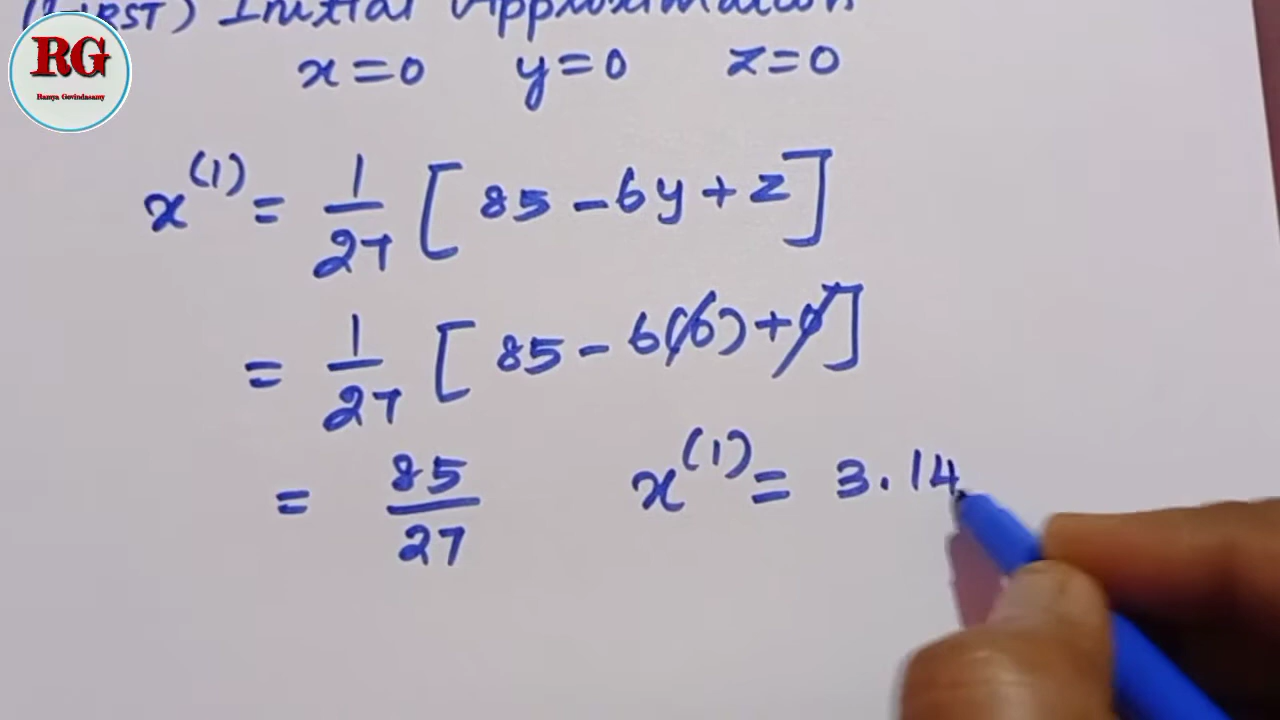 (FIRST) Initial Approximation
RG
Ramya Govindasamy
x=0 y=0 z=0
x⁽¹⁾ = 1/27 [ 85 - 6y + z ]
= 1/27 [ 85 - 6(0) + 0 ]
= 85/27 x⁽¹⁾ = 3.14